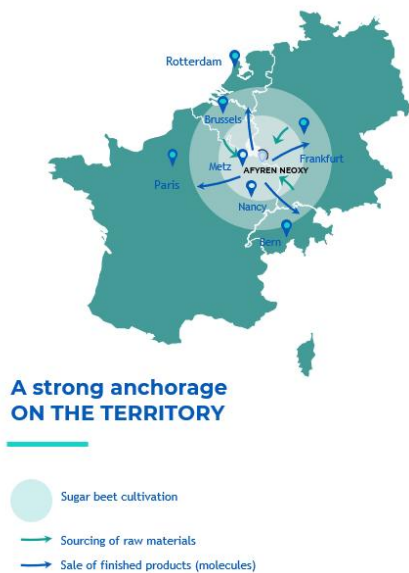 Rotterdam
Brussels
Metz
Frankfurt
AFYREN NEOXY
Paris
Nancy
Bern
A strong anchorage
ON THE TERRITORY
Sugar beet cultivation
Sourcing of raw materials
Sale of finished products (molecules)